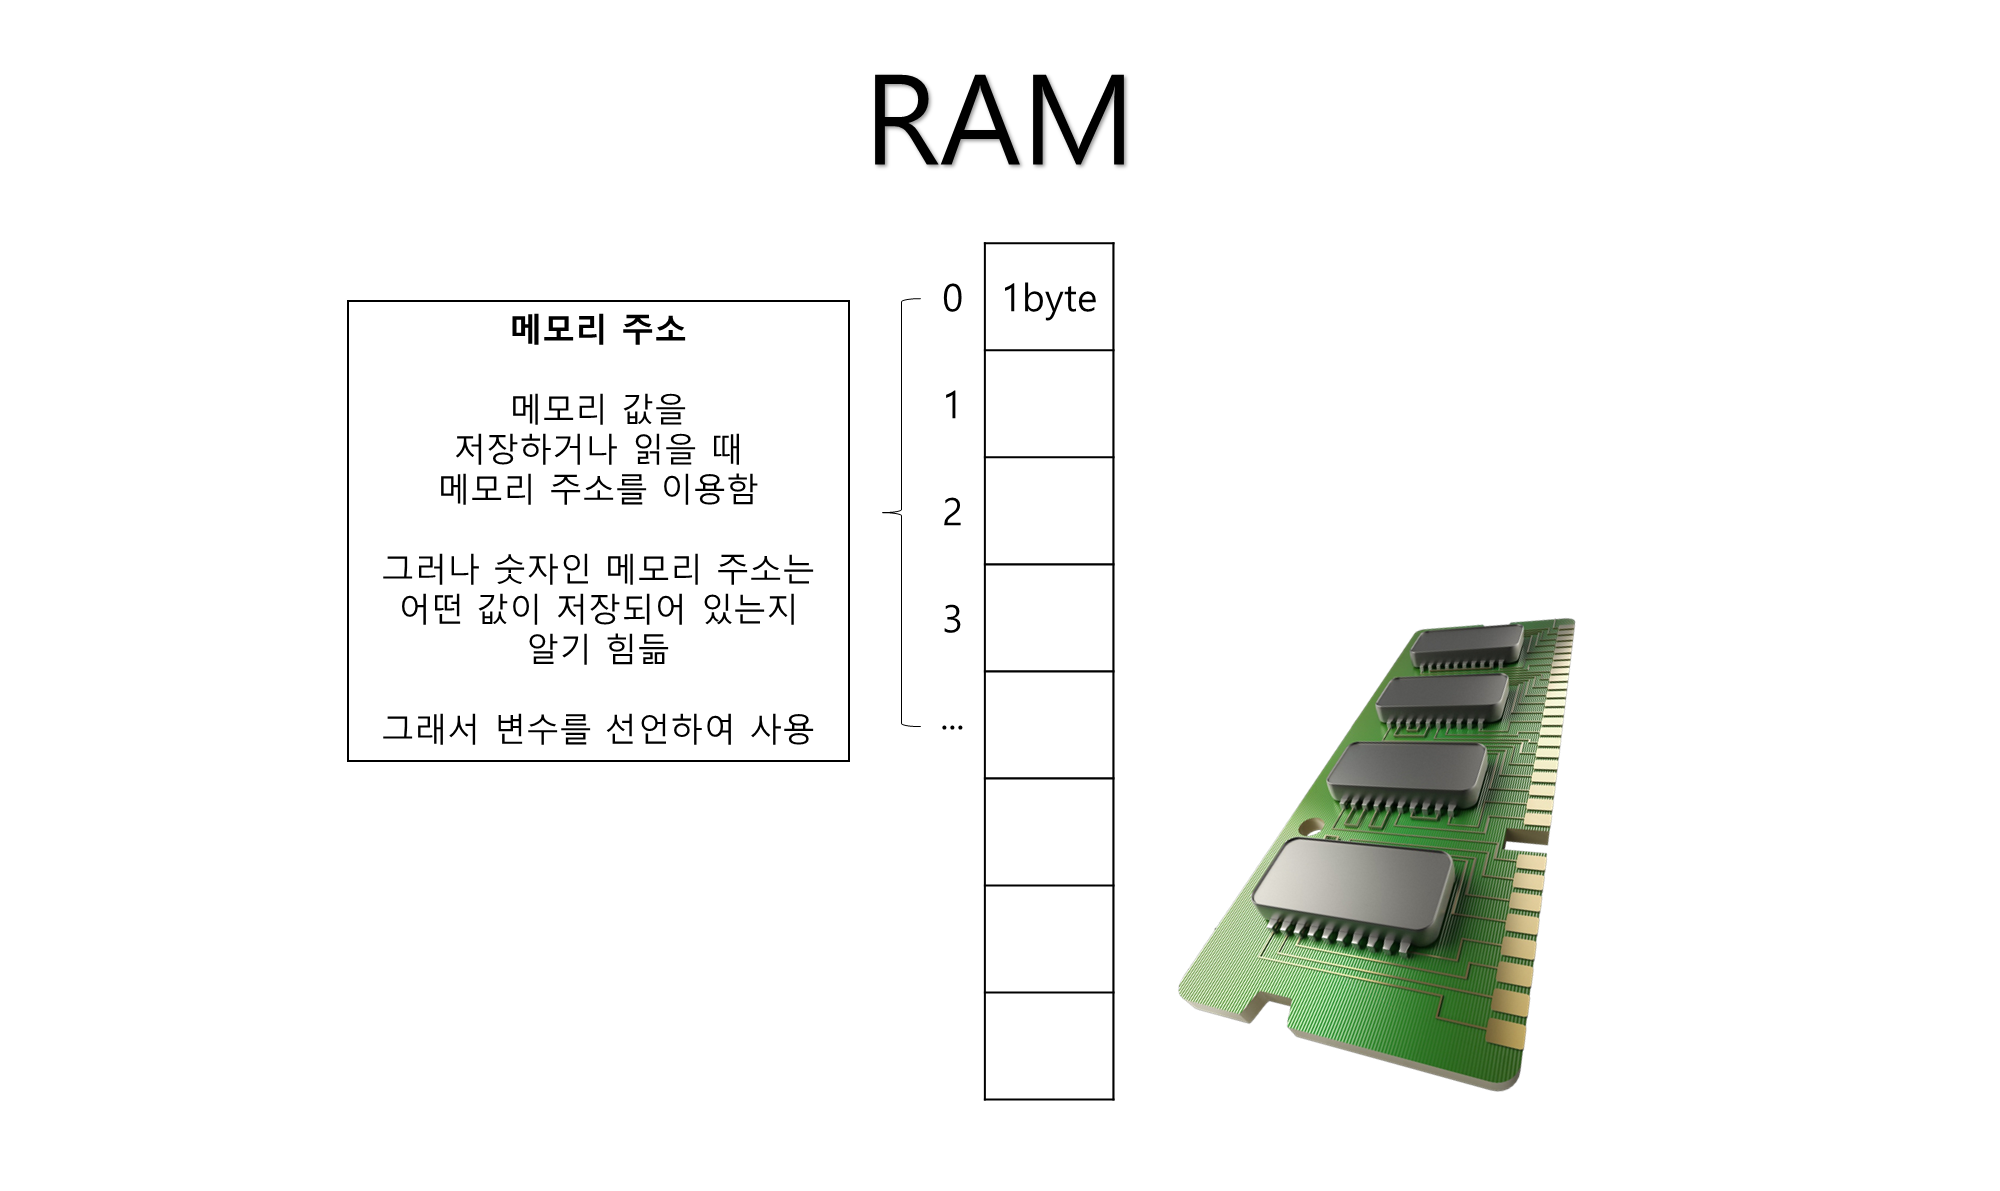 RAM
메모리 주소
메모리 값을
저장하거나 읽을 때
메모리 주소를 이용함
그러나 숫자인 메모리 주소는
어떤 값이 저장되어 있는지
알기 힘듦
그래서 변수를 선언하여 사용
0
1byte
1
2
3
...